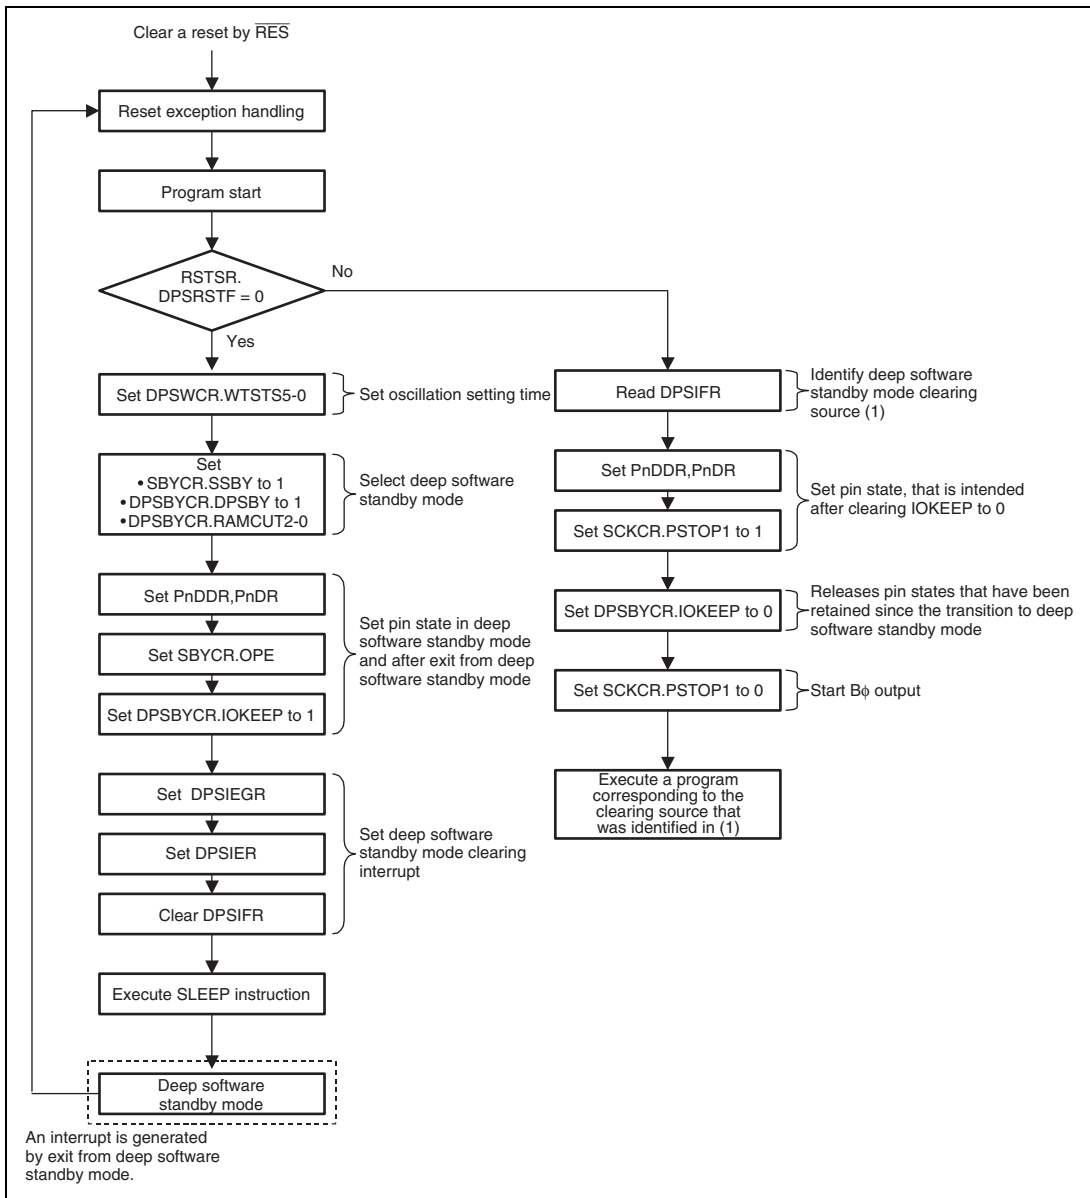 Clear a reset by RES
Reset exception handling
Program start
RSTSR.
DPSRSTF = 0
No
Yes
Set DPSWCR.WTSTS5-0
Set oscillation setting time
Set
•SBYCR.SSBY to 1
•DPSBYCR.DPSBY to 1
•DPSBYCR.RAMCUT2-0
Select deep software
standby mode
Set PnDDR,PnDR
Set SBYCR.OPE
Set DPSBYCR.IOKEEP to 1
Set pin state in deep
software standby mode
and after exit from deep
software standby mode
Set DPSIEGR
Set DPSIER
Clear DPSIFR
Set deep software
standby mode clearing
interrupt
Execute SLEEP instruction
Deep software
standby mode
An interrupt is generated
by exit from deep software
standby mode.
Read DPSIFR
Identify deep software
standby mode clearing
source (1)
Set PnDDR,PnDR
Set SCKCR.PSTOP1 to 1
Set pin state, that is intended
after clearing IOKEEP to 0
Set DPSBYCR.IOKEEP to 0
Releases pin states that have been
retained since the transition to deep
software standby mode
Set SCKCR.PSTOP1 to 0
Start Bϕ output
Execute a program
corresponding to the
clearing source that
was identified in (1)